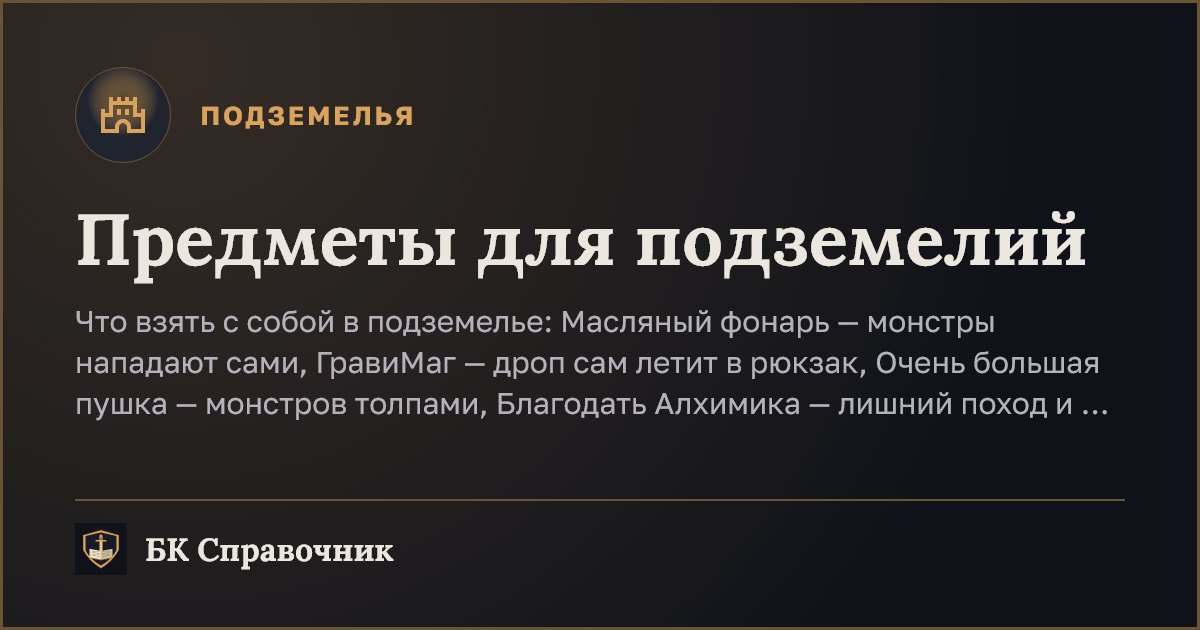 ПОДЗЕМЕЛЬЯ
Предметы для подземелий
Что взять с собой в подземелье: Масляный фонарь — монстры
нападают сами, ГравиМаг — дроп сам летит в рюкзак, Очень большая
пушка — монстров толпами, Благодать Алхимика — лишний поход и …
БК Справочник